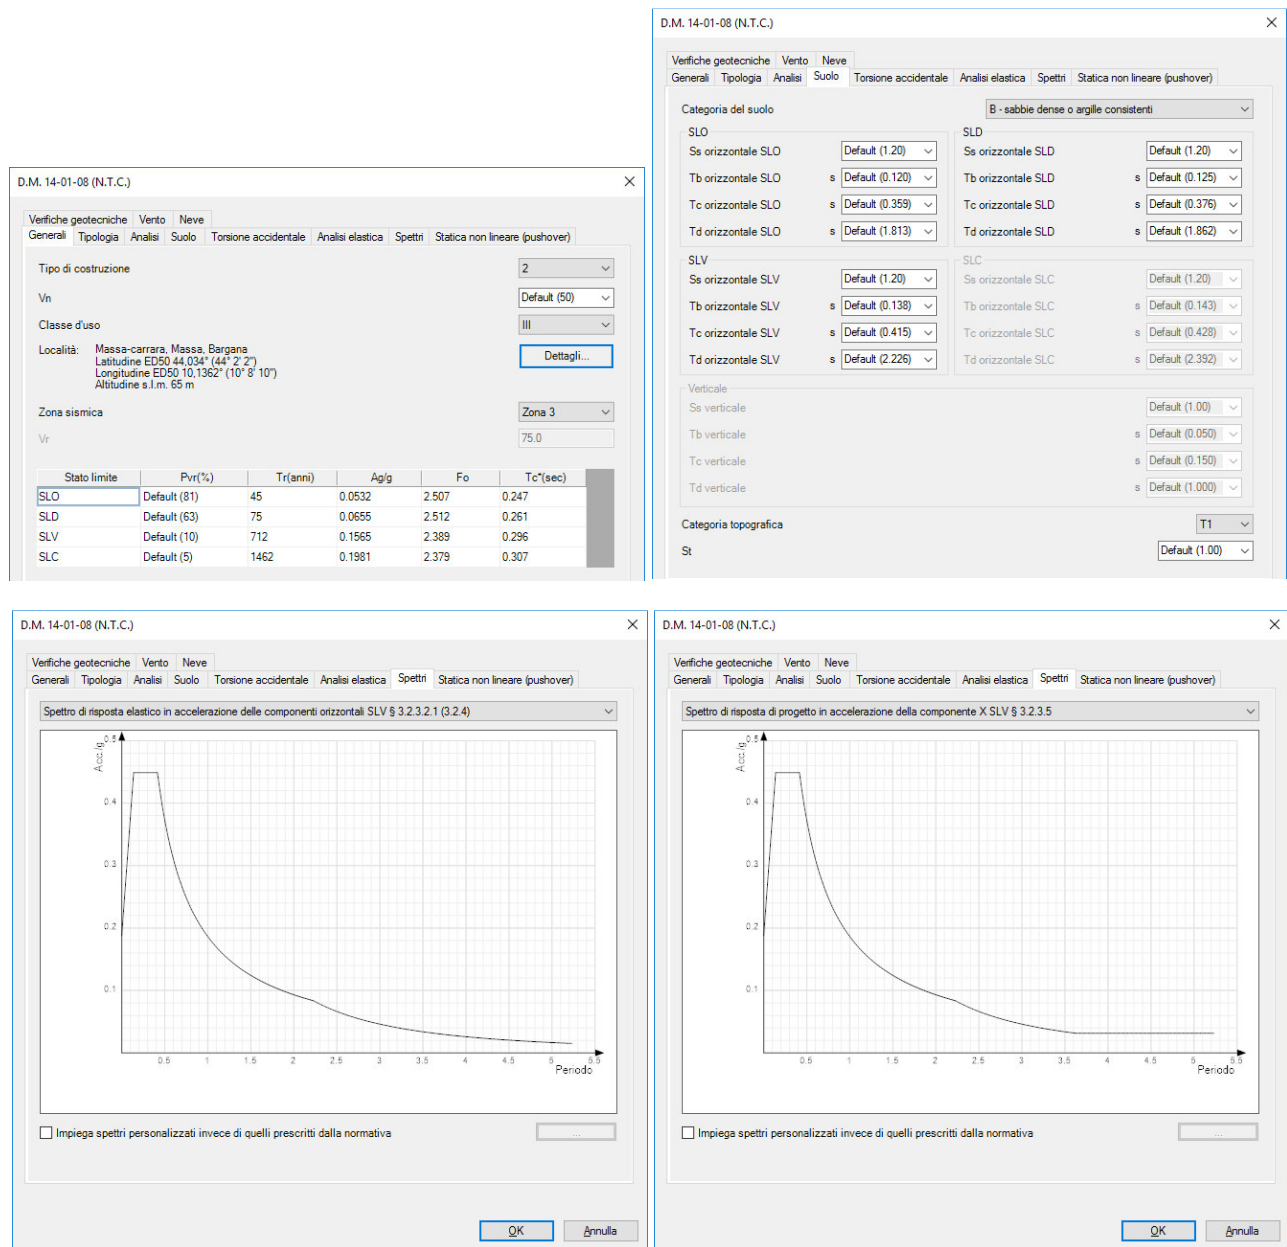 D.M. 14-01-08 (N.T.C.)
Verifiche geotecniche Vento Neve
Generali Tipologia Analisi Suolo Torsione accidentale Analisi elastica Spettri Statica non lineare (pushover)
Tipo di costruzione 2
Vn Default (50)
Classe d'uso III
Località: Massa-carrara, Massa, Bargana
Latitudine ED50 44,034° (44° 2' 2")
Longitudine ED50 10,1362° (10° 8' 10")
Altitudine s.l.m. 65 m
Dettagli...
Zona sismica Zona 3
Vr 75.0
Stato limite Pvr(%) Tr(anni) Ag/g Fo Tc*(sec)
SLO Default (81) 45 0.0532 2.507 0.247
SLD Default (63) 75 0.0655 2.512 0.261
SLV Default (10) 712 0.1565 2.389 0.296
SLC Default (5) 1462 0.1981 2.379 0.307
D.M. 14-01-08 (N.T.C.)
Verifiche geotecniche Vento Neve
Generali Tipologia Analisi Suolo Torsione accidentale Analisi elastica Spettri Statica non lineare (pushover)
Categoria del suolo B - sabbie dense o argille consistenti
SLO
Ss orizzontale SLO Default (1.20)
Tb orizzontale SLO s Default (0.120)
Tc orizzontale SLO s Default (0.359)
Td orizzontale SLO s Default (1.813)
SLD
Ss orizzontale SLD Default (1.20)
Tb orizzontale SLD s Default (0.125)
Tc orizzontale SLD s Default (0.376)
Td orizzontale SLD s Default (1.862)
SLV
Ss orizzontale SLV Default (1.20)
Tb orizzontale SLV s Default (0.138)
Tc orizzontale SLV s Default (0.415)
Td orizzontale SLV s Default (2.226)
SLC
Ss orizzontale SLC Default (1.20)
Tb orizzontale SLC s Default (0.143)
Tc orizzontale SLC s Default (0.428)
Td orizzontale SLC s Default (2.392)
Verticale
Ss verticale Default (1.00)
Tb verticale s Default (0.050)
Tc verticale s Default (0.150)
Td verticale s Default (1.000)
Categoria topografica T1
St Default (1.00)
D.M. 14-01-08 (N.T.C.)
Verifiche geotecniche Vento Neve
Generali Tipologia Analisi Suolo Torsione accidentale Analisi elastica Spettri Statica non lineare (pushover)
Spettro di risposta elastico in accelerazione delle componenti orizzontali SLV § 3.2.3.2.1 (3.2.4)
Acc./g
0.5
0.4
0.3
0.2
0.1
0.5 1 1.5 2 2.5 3 3.5 4 4.5 5 5.5
Periodo
Impiega spettri personalizzati invece di quelli prescritti dalla normativa ...
OK Annulla
D.M. 14-01-08 (N.T.C.)
Verifiche geotecniche Vento Neve
Generali Tipologia Analisi Suolo Torsione accidentale Analisi elastica Spettri Statica non lineare (pushover)
Spettro di risposta di progetto in accelerazione della componente X SLV § 3.2.3.5
Acc./g
0.5
0.4
0.3
0.2
0.1
0.5 1 1.5 2 2.5 3 3.5 4 4.5 5 5.5
Periodo
Impiega spettri personalizzati invece di quelli prescritti dalla normativa ...
OK Annulla